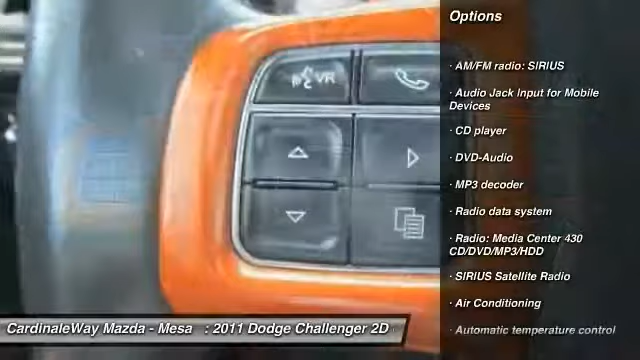 Options
· AM/FM radio: SIRIUS
· Audio Jack Input for Mobile
Devices
· CD player
· DVD-Audio
· MP3 decoder
· Radio data system
· Radio: Media Center 430
CD/DVD/MP3/HDD
· SIRIUS Satellite Radio
· Air Conditioning
· Automatic temperature control
VR
CardinaleWay Mazda - Mesa : 2011 Dodge Challenger 2D